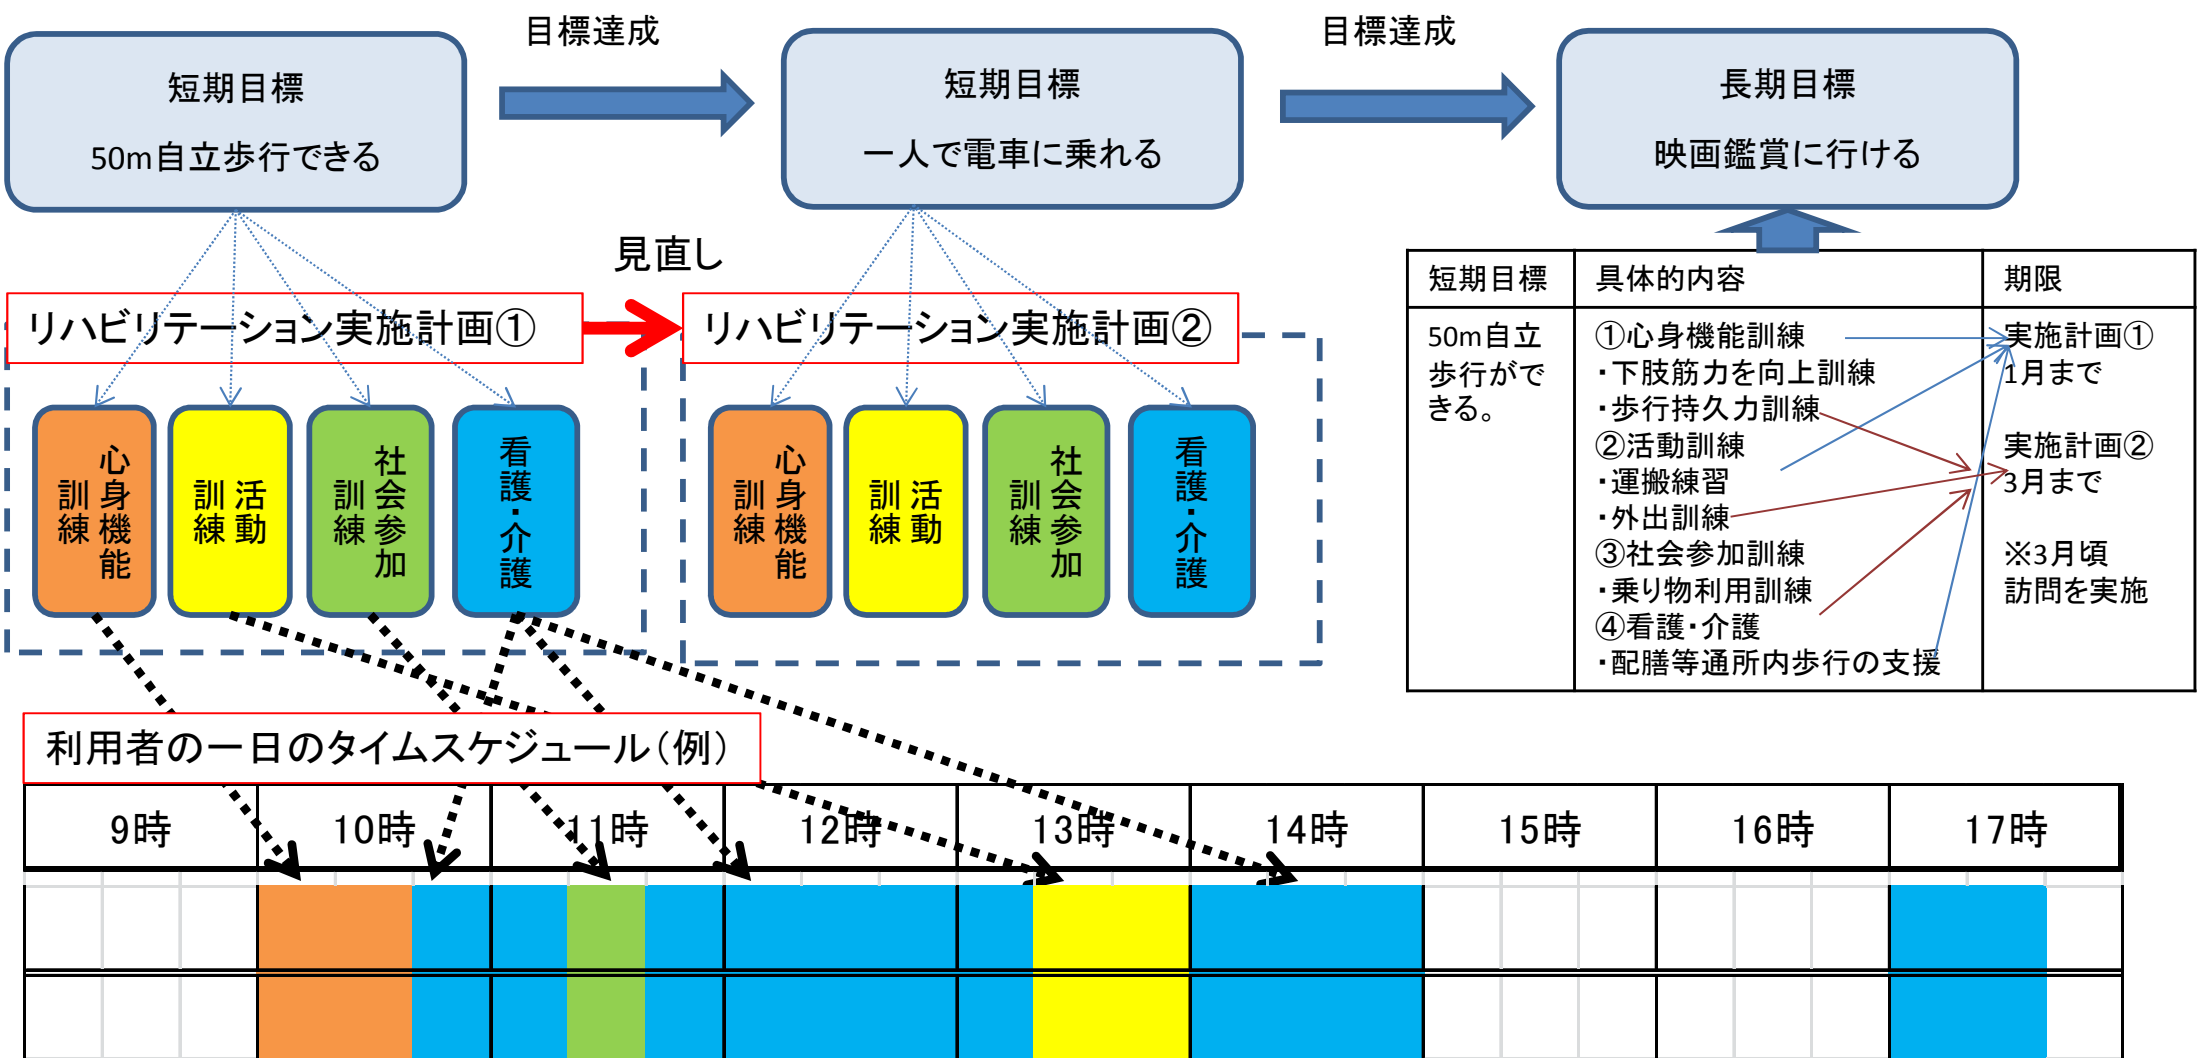 目標達成
目標達成
短期目標
50m自立歩行できる
短期目標
一人で電車に乗れる
長期目標
映画鑑賞に行ける
見直し
リハビリテーション実施計画①
リハビリテーション実施計画②
心身機能
訓練
活動
訓練
社会参加
訓練
看護・介護
心身機能
訓練
活動
訓練
社会参加
訓練
看護・介護
短期目標
具体的内容
期限
50m自立
歩行がで
きる。
①心身機能訓練
・下肢筋力を向上訓練
・歩行持久力訓練
②活動訓練
・運搬練習
・外出訓練
③社会参加訓練
・乗り物利用訓練
④看護・介護
・配膳等通所内歩行の支援
実施計画①
1月まで
実施計画②
3月まで
※3月頃
訪問を実施
利用者の一日のタイムスケジュール（例）
9時
10時
11時
12時
13時
14時
15時
16時
17時